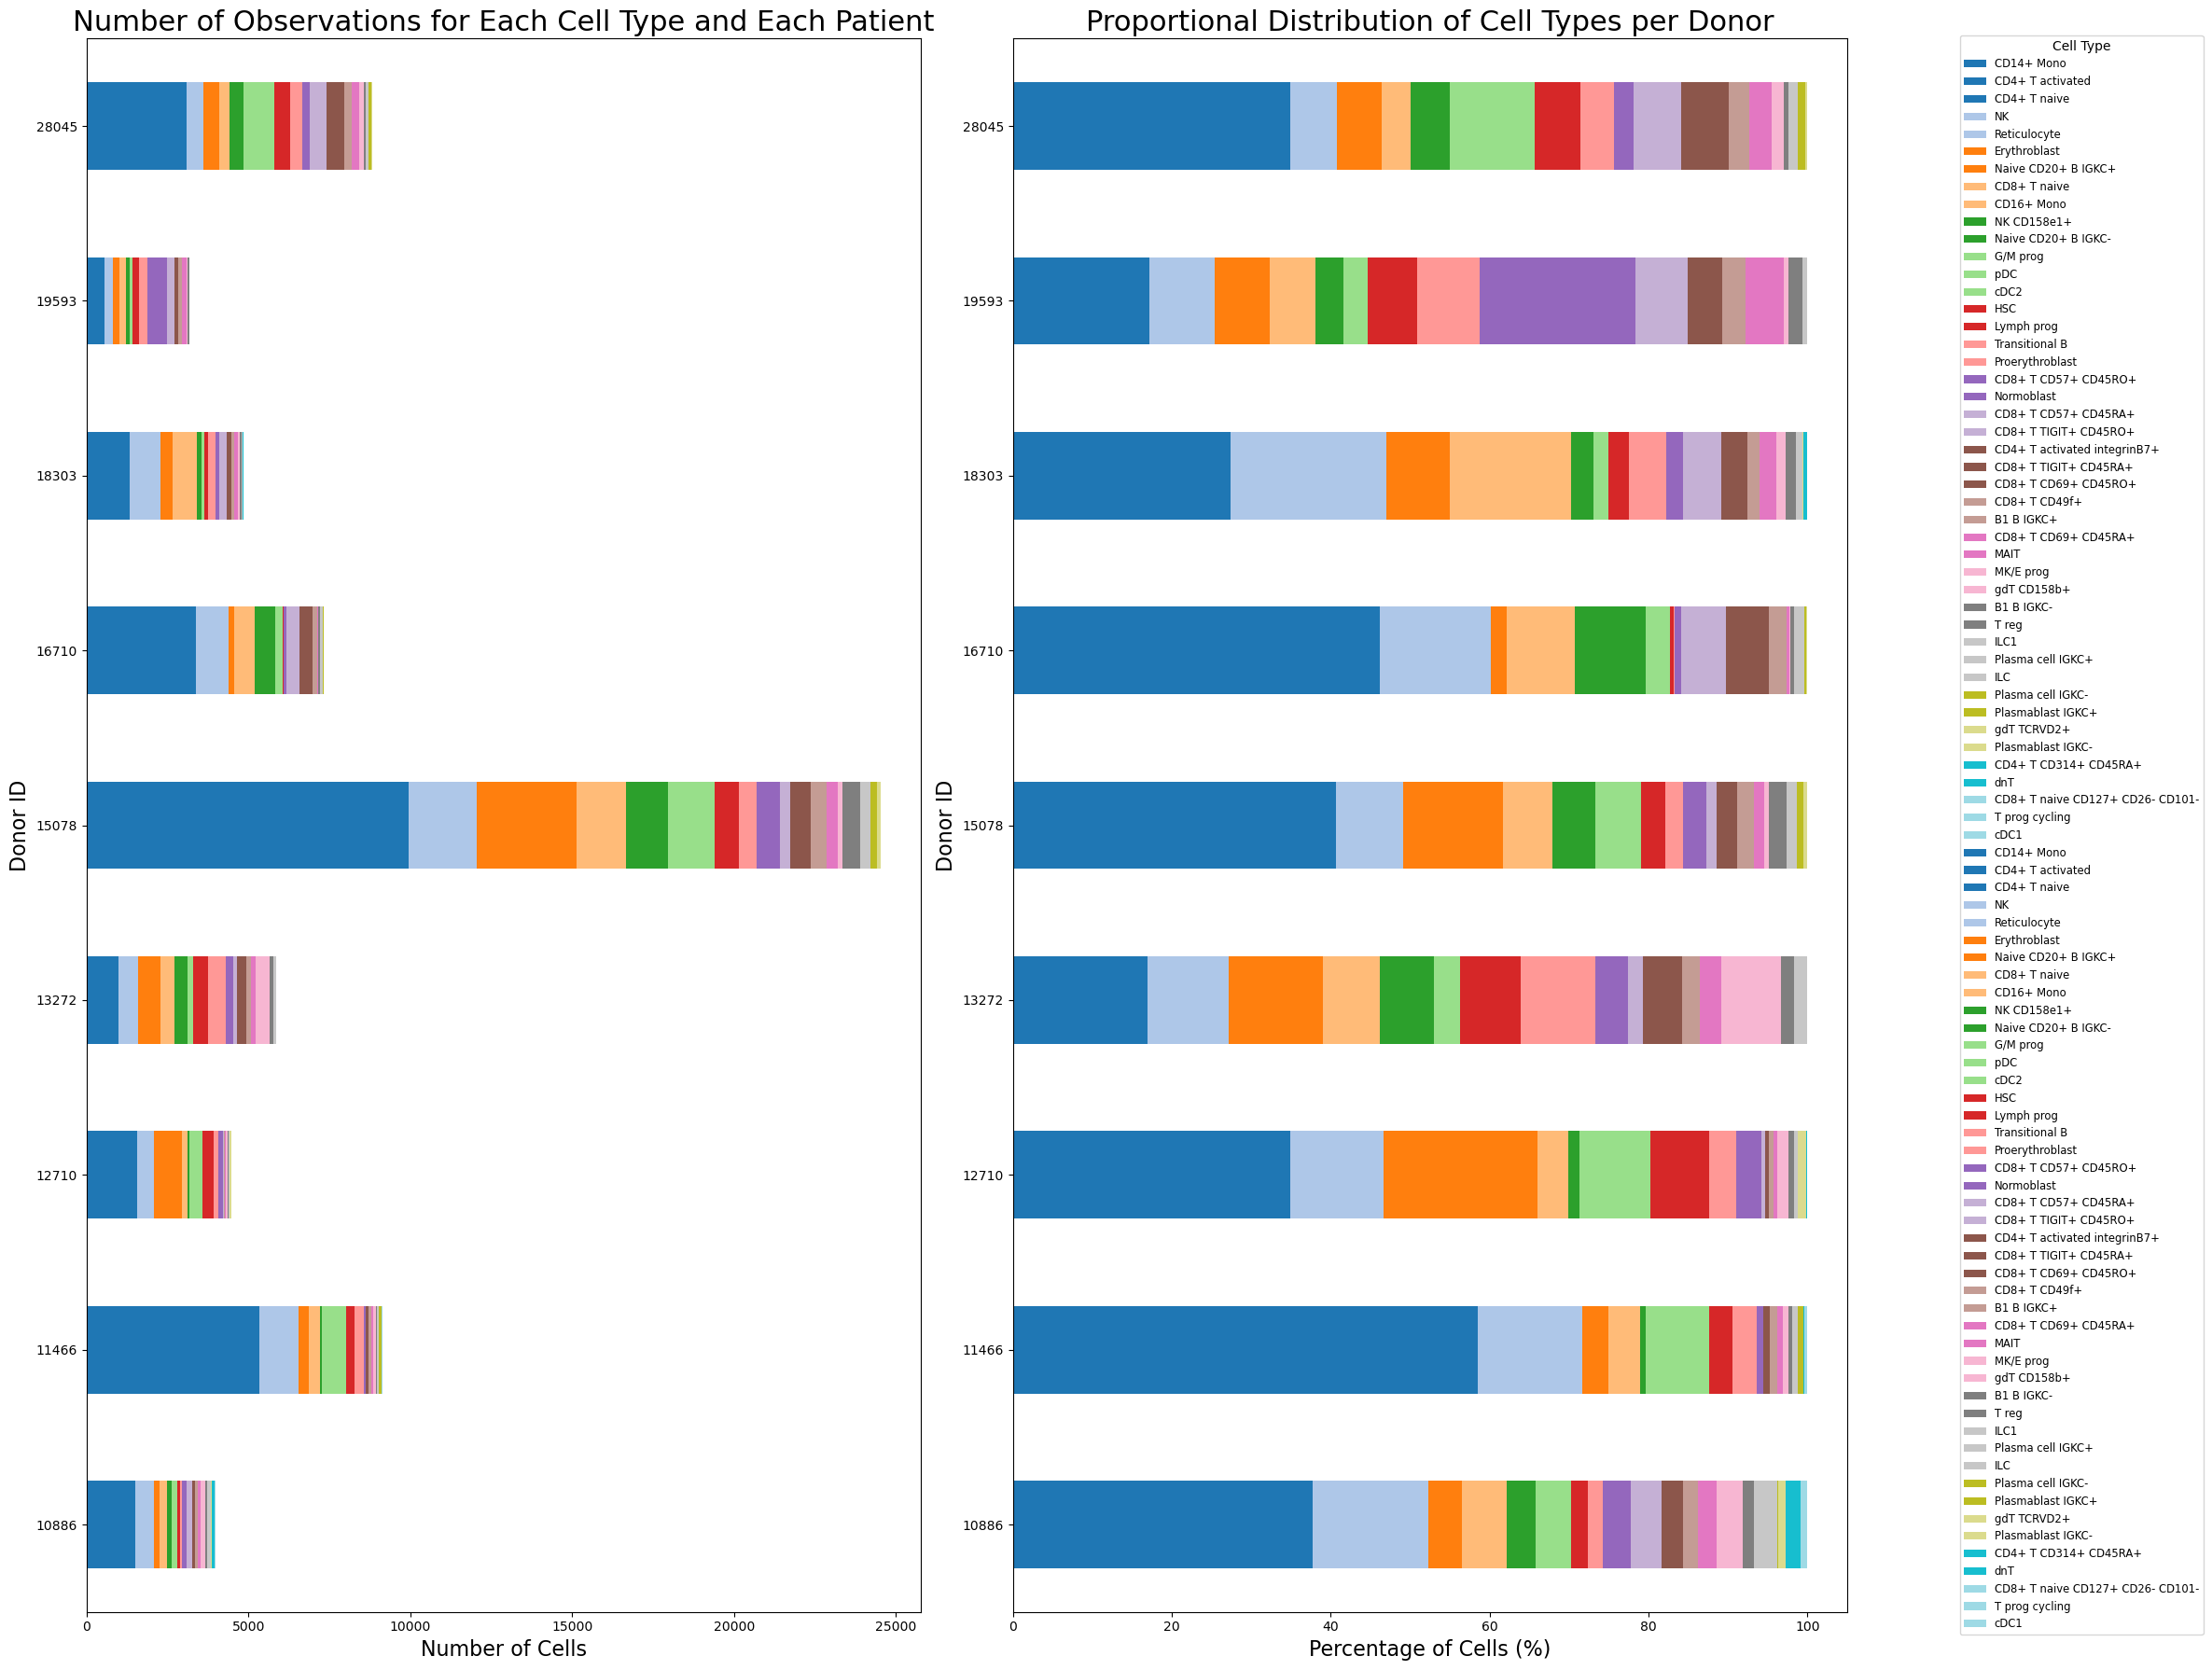 Number of Observations for Each Cell Type and Each Patient
28045
19593
18303
16710
15078
13272
12710
11466
10886
Donor ID
0 5000 10000 15000 20000 25000
Number of Cells
Proportional Distribution of Cell Types per Donor
28045
19593
18303
16710
15078
13272
12710
11466
10886
Donor ID
0 20 40 60 80 100
Percentage of Cells (%)
Cell Type
CD14+ Mono
CD4+ T activated
CD4+ T naive
NK
Reticulocyte
Erythroblast
Naive CD20+ B IGKC+
CD8+ T naive
CD16+ Mono
NK CD158e1+
Naive CD20+ B IGKC-
G/M prog
pDC
cDC2
HSC
Lymph prog
Transitional B
Proerythroblast
CD8+ T CD57+ CD45RO+
Normoblast
CD8+ T CD57+ CD45RA+
CD8+ T TIGIT+ CD45RO+
CD4+ T activated integrinB7+
CD8+ T TIGIT+ CD45RA+
CD8+ T CD69+ CD45RO+
CD8+ T CD49f+
B1 B IGKC+
CD8+ T CD69+ CD45RA+
MAIT
MK/E prog
gdT CD158b+
B1 B IGKC-
T reg
ILC1
Plasma cell IGKC+
ILC
Plasma cell IGKC-
Plasmablast IGKC+
gdT TCRVD2+
Plasmablast IGKC-
CD4+ T CD314+ CD45RA+
dnT
CD8+ T naive CD127+ CD26- CD101-
T prog cycling
cDC1
CD14+ Mono
CD4+ T activated
CD4+ T naive
NK
Reticulocyte
Erythroblast
Naive CD20+ B IGKC+
CD8+ T naive
CD16+ Mono
NK CD158e1+
Naive CD20+ B IGKC-
G/M prog
pDC
cDC2
HSC
Lymph prog
Transitional B
Proerythroblast
CD8+ T CD57+ CD45RO+
Normoblast
CD8+ T CD57+ CD45RA+
CD8+ T TIGIT+ CD45RO+
CD4+ T activated integrinB7+
CD8+ T TIGIT+ CD45RA+
CD8+ T CD69+ CD45RO+
CD8+ T CD49f+
B1 B IGKC+
CD8+ T CD69+ CD45RA+
MAIT
MK/E prog
gdT CD158b+
B1 B IGKC-
T reg
ILC1
Plasma cell IGKC+
ILC
Plasma cell IGKC-
Plasmablast IGKC+
gdT TCRVD2+
Plasmablast IGKC-
CD4+ T CD314+ CD45RA+
dnT
CD8+ T naive CD127+ CD26- CD101-
T prog cycling
cDC1